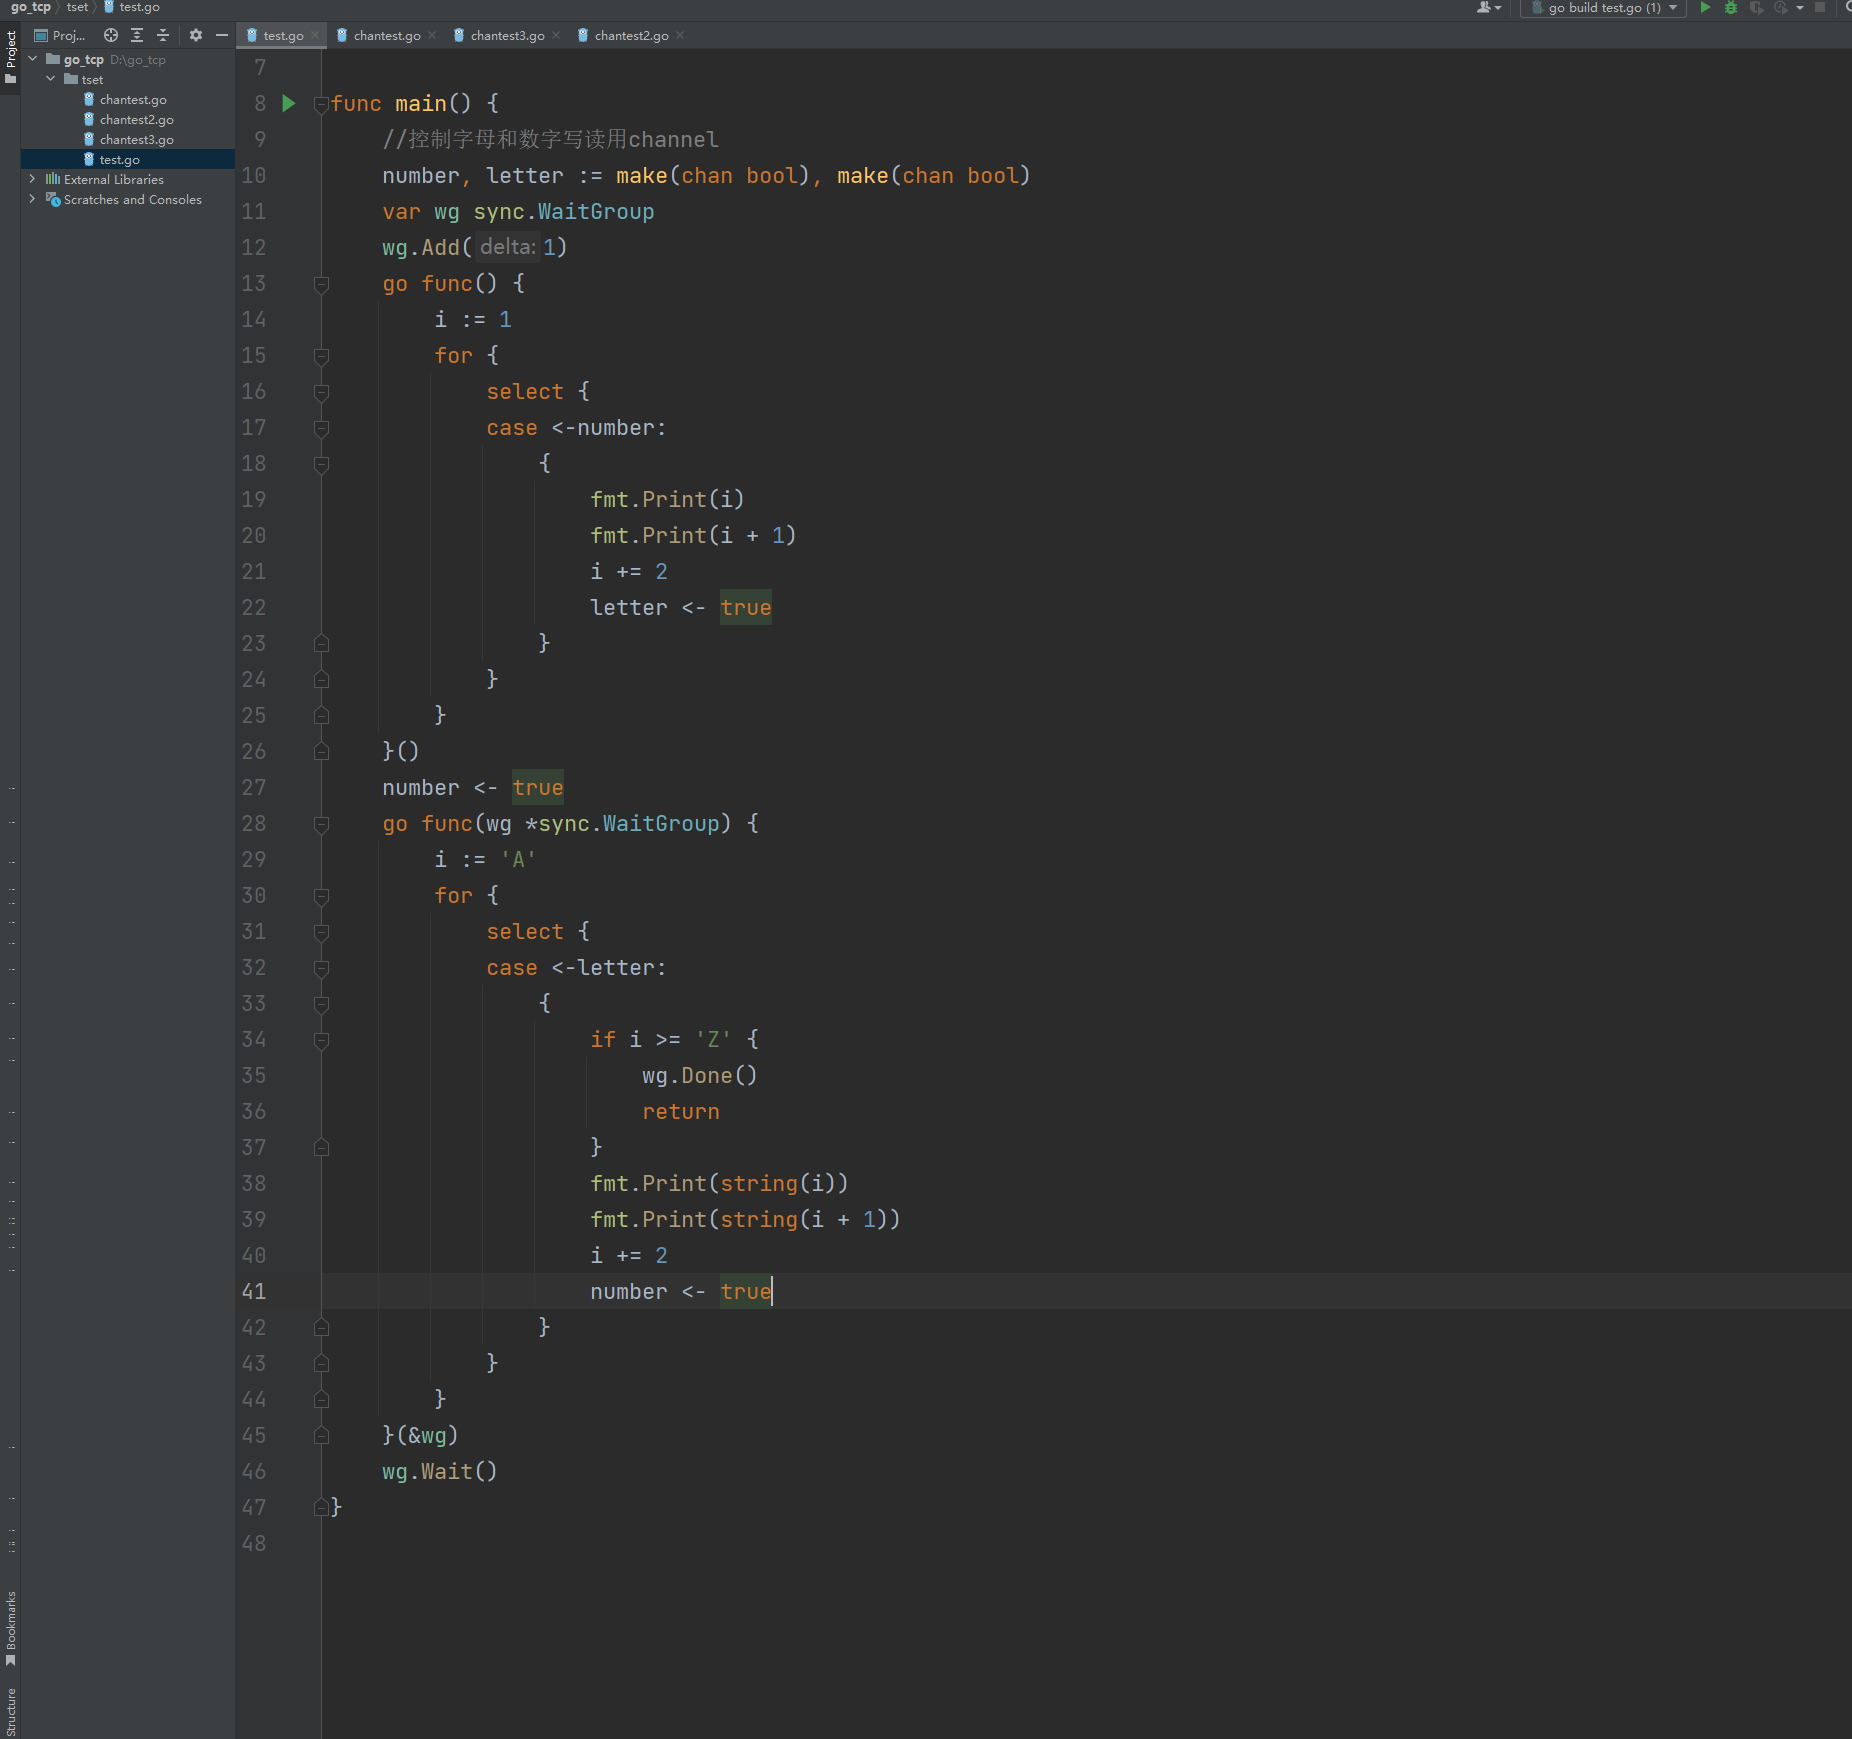 go_tcp tset test.go
go build test.go (1)
Project
Proj...
test.go chantest.go chantest3.go chantest2.go
go_tcp D:\go_tcp
tset
chantest.go
chantest2.go
chantest3.go
test.go
External Libraries
Scratches and Consoles
Bookmarks
Structure
7
8 func main() {
9 //控制字母和数字写读用channel
10 number, letter := make(chan bool), make(chan bool)
11 var wg sync.WaitGroup
12 wg.Add( delta: 1)
13 go func() {
14 i := 1
15 for {
16 select {
17 case <-number:
18 {
19 fmt.Print(i)
20 fmt.Print(i + 1)
21 i += 2
22 letter <- true
23 }
24 }
25 }
26 }()
27 number <- true
28 go func(wg *sync.WaitGroup) {
29 i := 'A'
30 for {
31 select {
32 case <-letter:
33 {
34 if i >= 'Z' {
35 wg.Done()
36 return
37 }
38 fmt.Print(string(i))
39 fmt.Print(string(i + 1))
40 i += 2
41 number <- true
42 }
43 }
44 }
45 }(&wg)
46 wg.Wait()
47 }
48